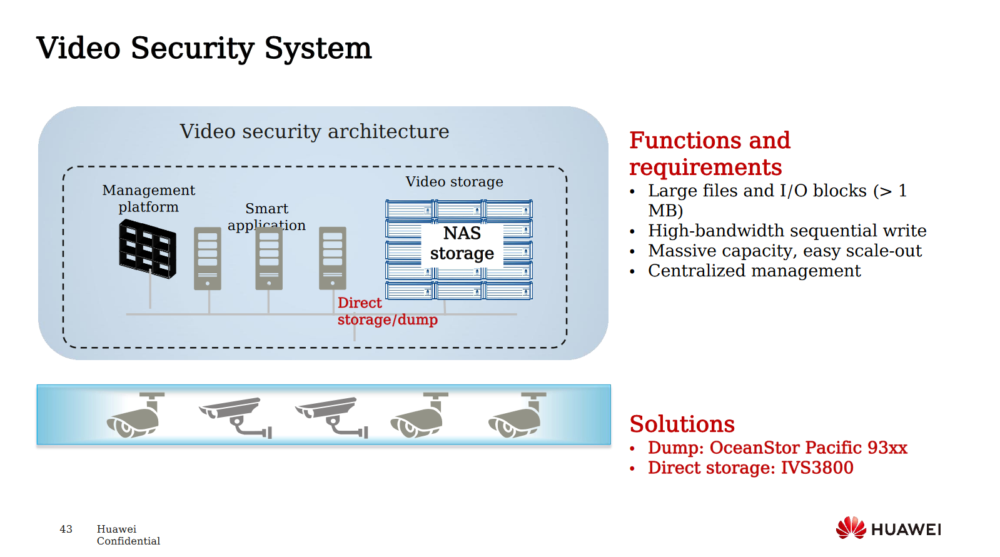 Video Security System
Video security architecture
Management
platform
Smart
application
Video storage
NAS
storage
Direct
storage/dump
Functions and
requirements
• Large files and I/O blocks (> 1
MB)
• High-bandwidth sequential write
• Massive capacity, easy scale-out
• Centralized management
Solutions
• Dump: OceanStor Pacific 93xx
• Direct storage: IVS3800
43
Huawei
Confidential
HUAWEI